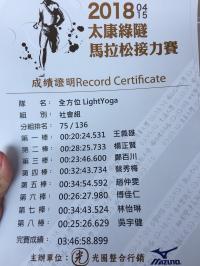 2018 04 15
太康綠隧
馬拉松接力賽
成績證明Record Certificate
隊 名: 全方位 LightYoga
組 別: 社會組
分組排名: 75 / 136
第一棒: 00:20:24.531 王義雄
第二棒: 00:28:25.733 楊正賢
第三棒: 00:23:46.600 鄭百川
第四棒: 00:32:43.734 蔡秀梅
第五棒: 00:34:54.592 趙仲雯
第六棒: 00:26:27.980 傅佳仁
第七棒: 00:34:43.524 林怡騏
第八棒: 00:25:26.629 吳宇健
完賽成績: 03:46:58.899
主辦單位: 光圈整合行銷
MIZUNO